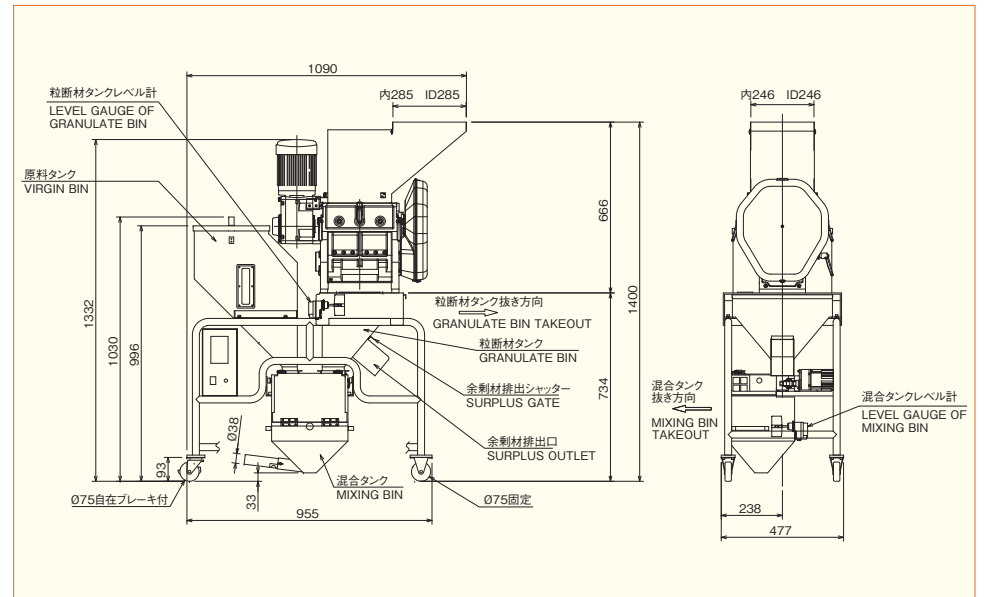 1090
粒断材タンクレベル計
LEVEL GAUGE OF
GRANULATE BIN
内285 ID285
内246 ID246
原料タンク
VIRGIN BIN
666
1400
1332
1030
996
粒断材タンク抜き方向
GRANULATE BIN TAKEOUT
粒断材タンク
GRANULATE BIN
余剰材排出シャッター
SURPLUS GATE
734
混合タンク
抜き方向
MIXING BIN
TAKEOUT
混合タンクレベル計
LEVEL GAUGE OF
MIXING BIN
余剰材排出口
SURPLUS OUTLET
Ø38
93
33
混合タンク
MIXING BIN
Ø75自在ブレーキ付
Ø75固定
955
238
477